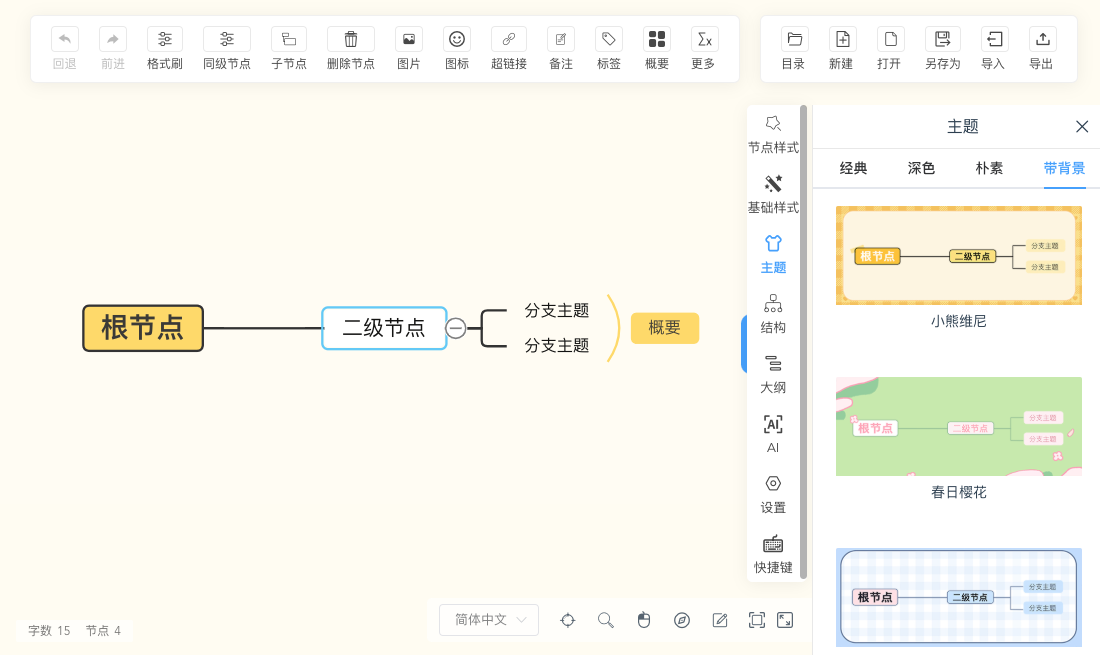 回退 前进 格式刷 同级节点 子节点 删除节点 图片 图标 超链接 备注 标签 概要 更多 目录 新建 打开 另存为 导入 导出
节点样式
基础样式
主题
结构
大纲
AI
AI
设置
快捷键
主题
经典 深色 朴素 带背景
根节点 二级节点 分支主题
分支主题
小熊维尼
根节点 二级节点 分支主题
分支主题
春日樱花
根节点 二级节点 分支主题
分支主题
根节点 二级节点 分支主题
分支主题
概要
字数 15 节点 4
简体中文